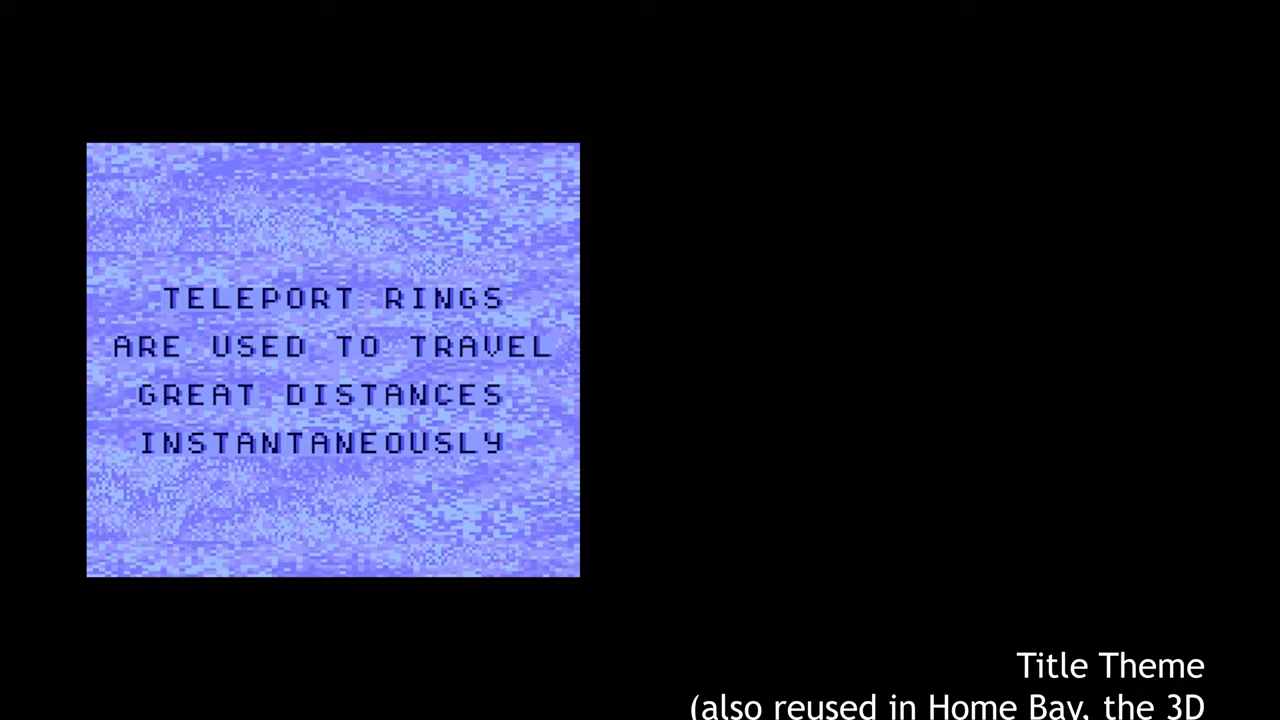 TELEPORT RINGS
ARE USED TO TRAVEL
GREAT DISTANCES
INSTANTANEOUSLY
Title Theme
(also reused in Home Bay, the 3D